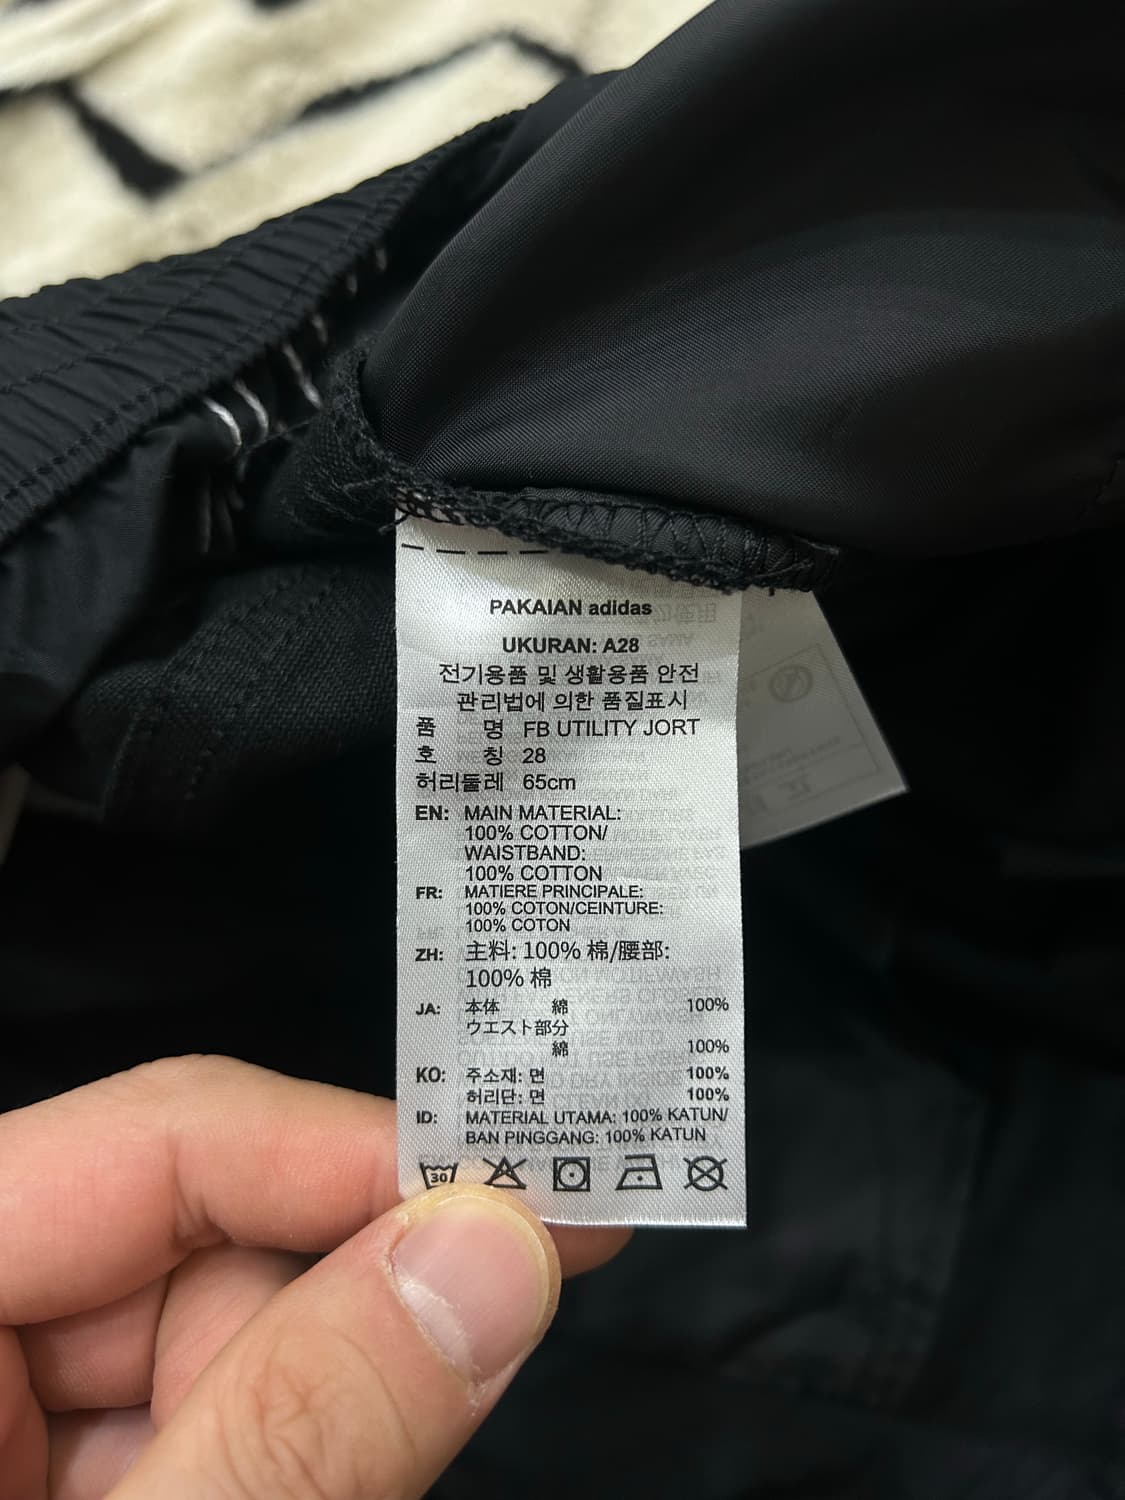 PAKAIAN adidas
UKURAN: A28
전기용품 및 생활용품 안전
관리법에 의한 품질표시
품 명 FB UTILITY JORT
호 칭 28
허리둘레 65cm
EN: MAIN MATERIAL:
100% COTTON/
WAISTBAND:
100% COTTON
FR: MATIERE PRINCIPALE:
100% COTON/CEINTURE:
100% COTON
ZH: 主料: 100% 棉/腰部:
100% 棉
JA: 本体 綿 100%
ウエスト部分
綿 100%
KO: 주소재: 면 100%
허리단: 면 100%
ID: MATERIAL UTAMA: 100% KATUN/
BAN PINGGANG: 100% KATUN
30